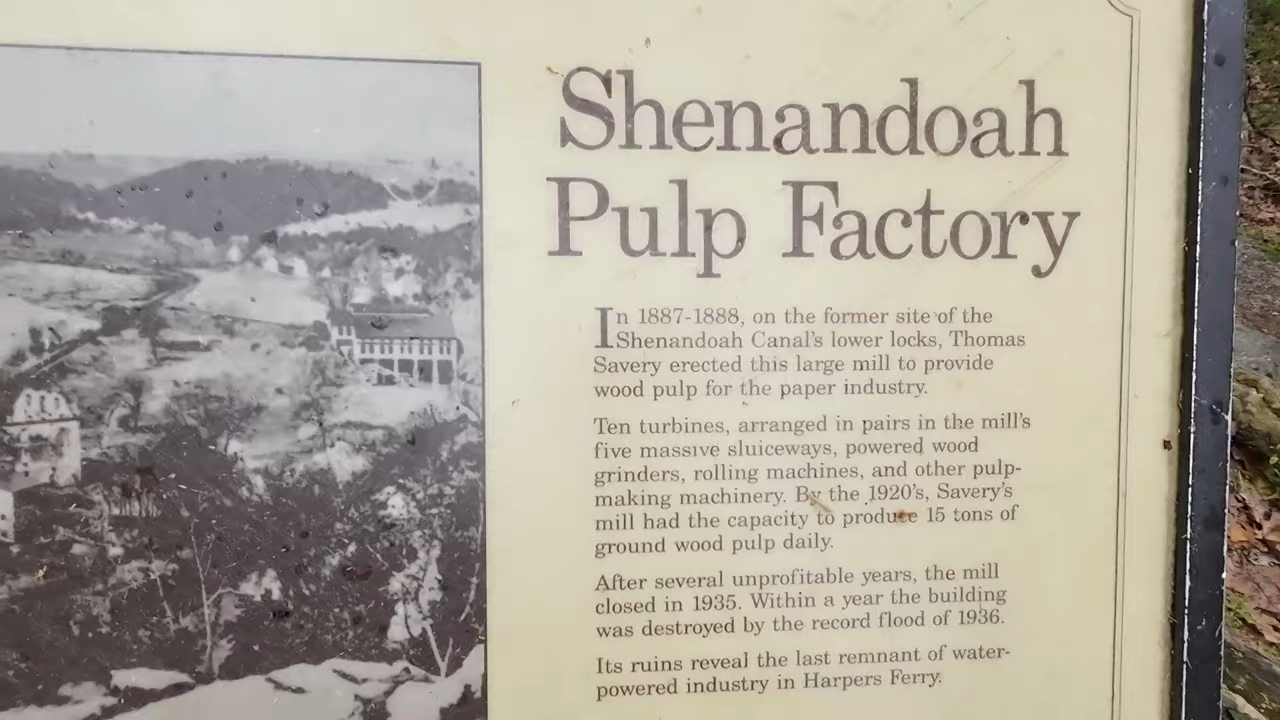 Shenandoah
Pulp Factory
In 1887-1888, on the former site of the
Shenandoah Canal's lower locks, Thomas
Savery erected this large mill to provide
wood pulp for the paper industry.
Ten turbines, arranged in pairs in the mill's
five massive sluiceways, powered wood
grinders, rolling machines, and other pulp-
making machinery. By the 1920's, Savery's
mill had the capacity to produce 15 tons of
ground wood pulp daily.
After several unprofitable years, the mill
closed in 1935. Within a year the building
was destroyed by the record flood of 1936.
Its ruins reveal the last remnant of water-
powered industry in Harpers Ferry.